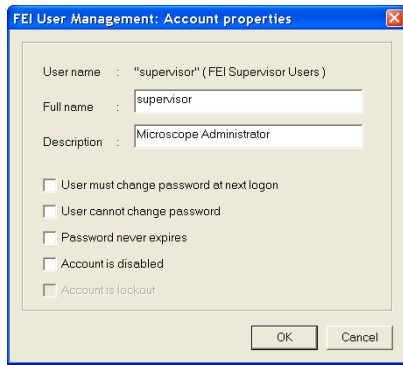 FEI User Management: Account properties
User name : "supervisor" ( FEI Supervisor Users )
Full name : supervisor
Description : Microscope Administrator
User must change password at next logon
User cannot change password
Password never expires
Account is disabled
Account is lockout
OK Cancel